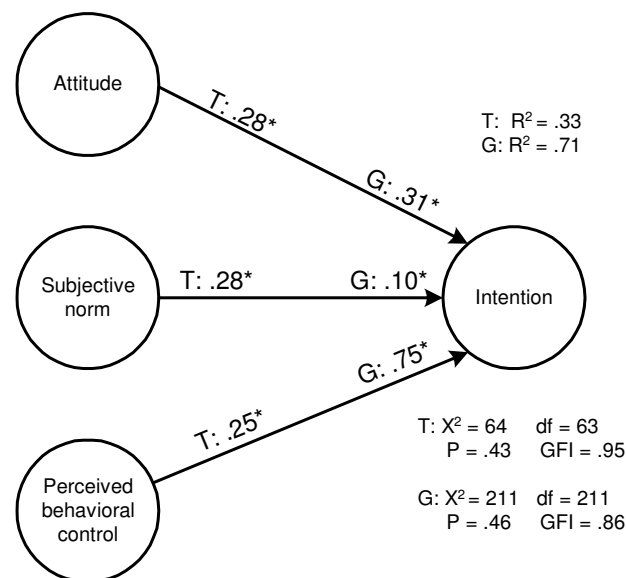 Attitude
T: .28*
T: R² = .33
G: R² = .71
G: .31*
Subjective
norm
T: .28*
G: .10*
Intention
G: .75*
T: .25*
T: X² = 64 df = 63
P = .43 GFI = .95
Perceived
behavioral
control
G: X² = 211 df = 211
P = .46 GFI = .86